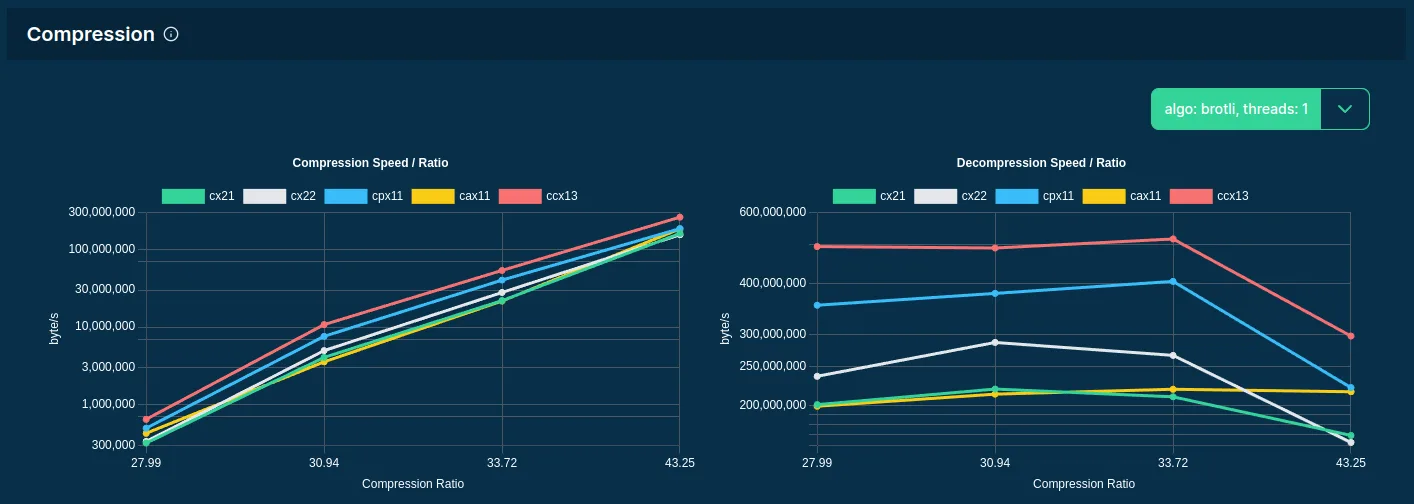 Compression
algo: brotli, threads: 1
Compression Speed / Ratio
cx21 cx22 cpx11 cax11 ccx13
300,000,000
100,000,000
30,000,000
10,000,000
3,000,000
1,000,000
300,000
byte/s
27.99 30.94 33.72 43.25
Compression Ratio
Decompression Speed / Ratio
cx21 cx22 cpx11 cax11 ccx13
600,000,000
400,000,000
300,000,000
250,000,000
200,000,000
byte/s
27.99 30.94 33.72 43.25
Compression Ratio